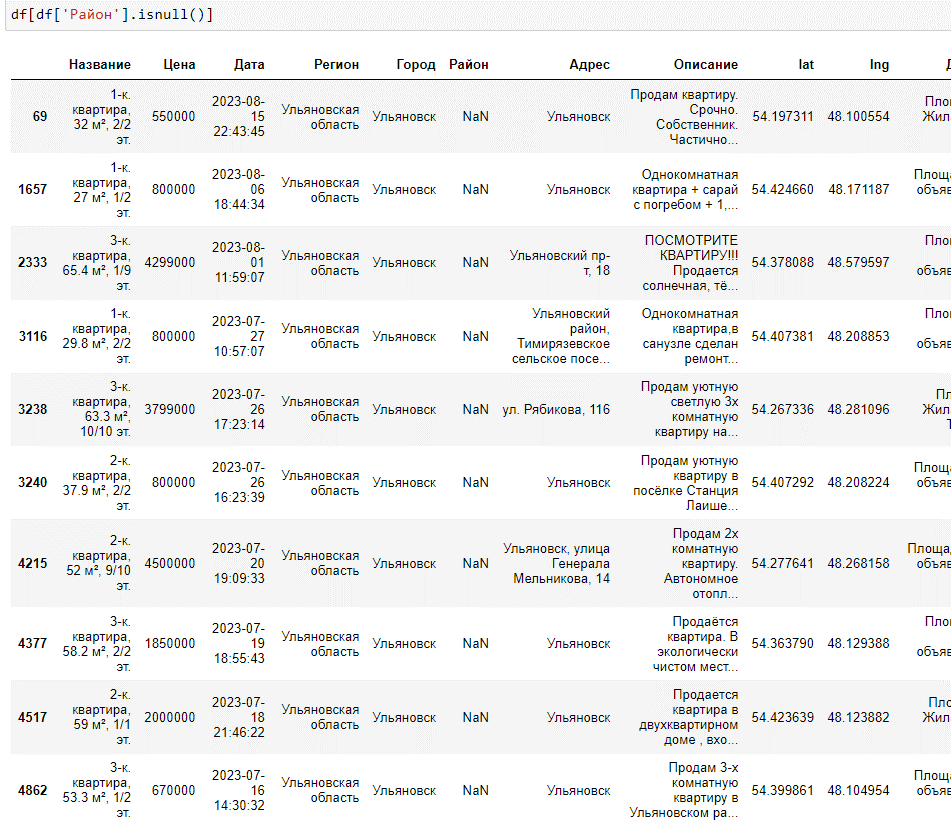 df[df['Район'].isnull()]
Название Цена Дата Регион Город Район Адрес Описание lat lng Д
69 1-к. квартира, 32 м², 2/2 эт. 550000 2023-08-15 22:43:45 Ульяновская область Ульяновск NaN Ульяновск Продам квартиру. Срочно. Собственник. Частично... 54.197311 48.100554 Пло Жил
1657 1-к. квартира, 27 м², 1/2 эт. 800000 2023-08-06 18:44:34 Ульяновская область Ульяновск NaN Ульяновск Однокомнатная квартира + сарай с погребом + 1,... 54.424660 48.171187 Площа объяв
2333 3-к. квартира, 65.4 м², 1/9 эт. 4299000 2023-08-01 11:59:07 Ульяновская область Ульяновск NaN Ульяновский пр-т, 18 ПОСМОТРИТЕ КВАРТИРУ!!! Продается солнечная, тё... 54.378088 48.579597 Пло объяв
3116 1-к. квартира, 29.8 м², 2/2 эт. 800000 2023-07-27 10:57:07 Ульяновская область Ульяновск NaN Ульяновский район, Тимирязевское сельское посе... Однокомнатная квартира,в санузле сделан ремонт... 54.407381 48.208853 Пло объяв
3238 3-к. квартира, 63.3 м², 10/10 эт. 3799000 2023-07-26 17:23:14 Ульяновская область Ульяновск NaN ул. Рябикова, 116 Продам уютную светлую 3х комнатную квартиру на... 54.267336 48.281096 Пл Жил Т
3240 2-к. квартира, 37.9 м², 2/2 эт. 800000 2023-07-26 16:23:39 Ульяновская область Ульяновск NaN Ульяновск Продам уютную квартиру в посёлке Станция Лаише... 54.407292 48.208224 Площа объяв
4215 2-к. квартира, 52 м², 9/10 эт. 4500000 2023-07-20 19:09:33 Ульяновская область Ульяновск NaN Ульяновск, улица Генерала Мельникова, 14 Продам 2х комнатную квартиру. Автономное отопл... 54.277641 48.268158 Площад объяв
4377 3-к. квартира, 58.2 м², 2/2 эт. 1850000 2023-07-19 18:55:43 Ульяновская область Ульяновск NaN Ульяновск Продаётся квартира. В экологически чистом мест... 54.363790 48.129388 Пло объяв
4517 2-к. квартира, 59 м², 1/1 эт. 2000000 2023-07-18 21:46:22 Ульяновская область Ульяновск NaN Ульяновск Продается квартира в двухквартирном доме , вхо... 54.423639 48.123882 Пло Жил
4862 3-к. квартира, 53.3 м², 1/2 эт. 670000 2023-07-16 14:30:32 Ульяновская область Ульяновск NaN Ульяновск Продам 3-х комнатную квартиру в Ульяновском ра... 54.399861 48.104954 Площа объяв